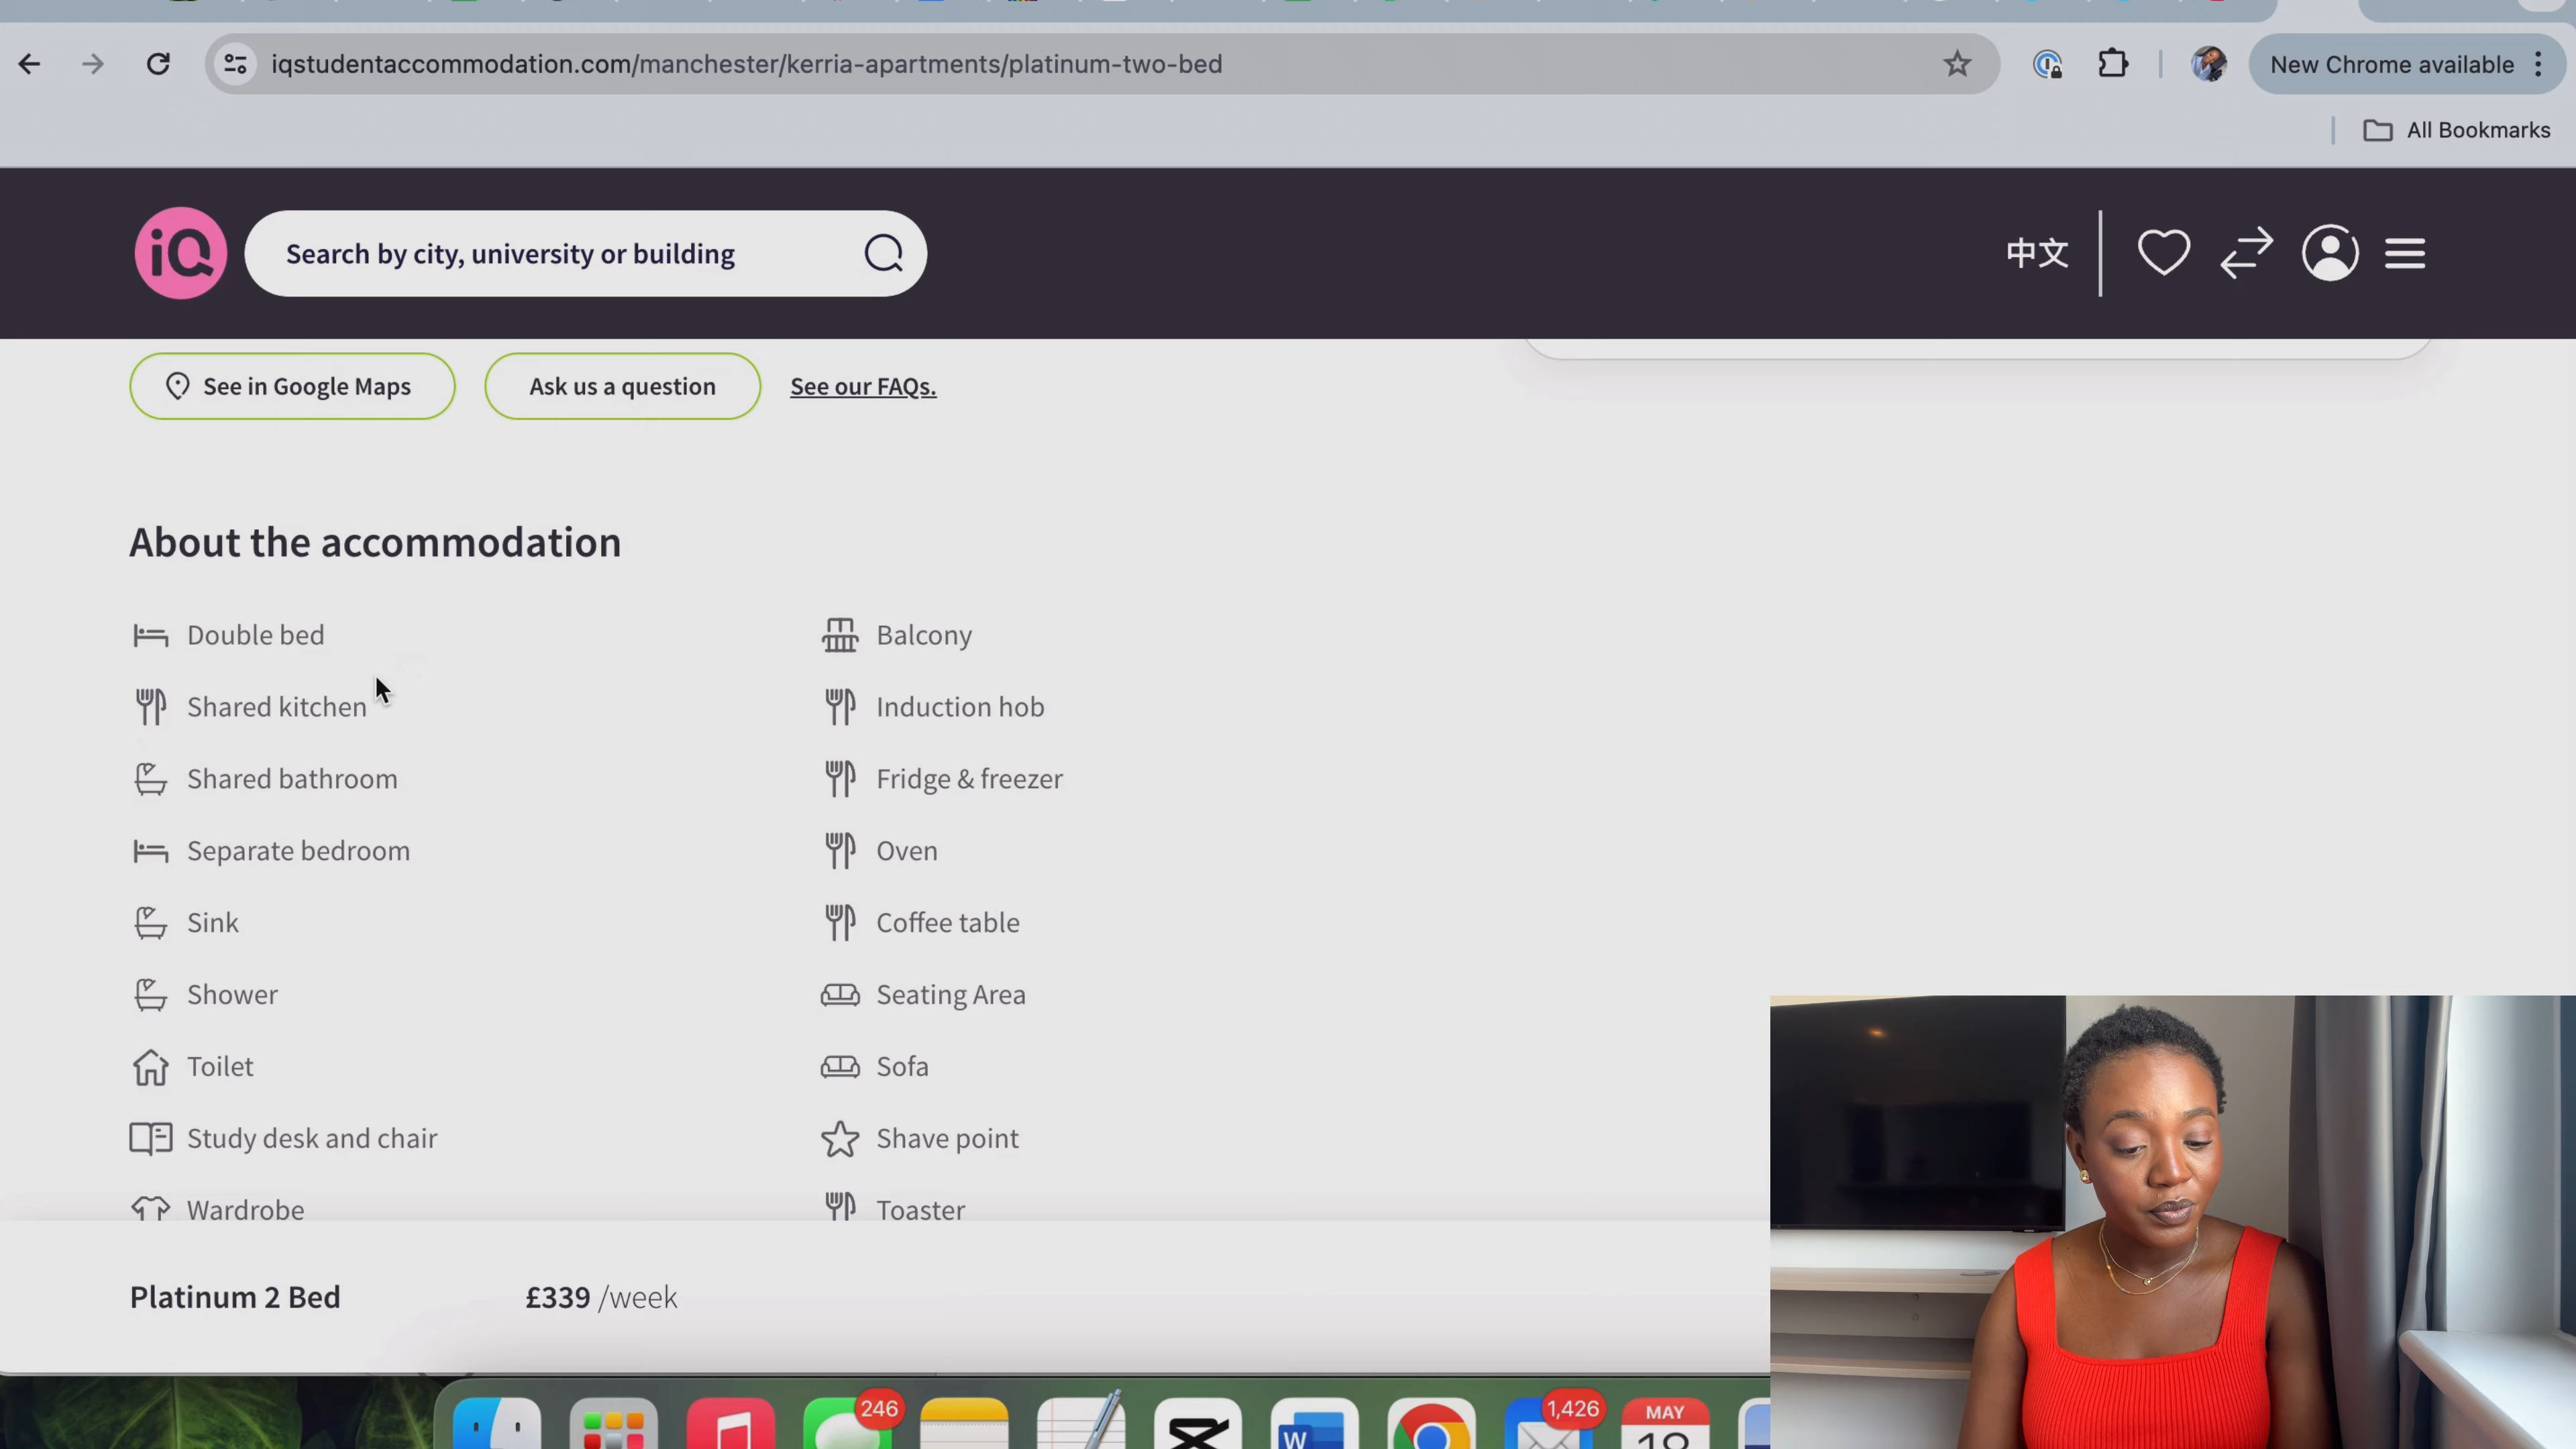 iqstudentaccommodation.com/manchester/kerria-apartments/platinum-two-bed
New Chrome available
All Bookmarks
iQ
Search by city, university or building
中文
See in Google Maps
Ask us a question
See our FAQs.
About the accommodation
Double bed
Balcony
Shared kitchen
Induction hob
Shared bathroom
Fridge & freezer
Separate bedroom
Oven
Sink
Coffee table
Shower
Seating Area
Toilet
Sofa
Study desk and chair
Shave point
Wardrobe
Toaster
Platinum 2 Bed
£339 /week
246
1,426
MAY
W